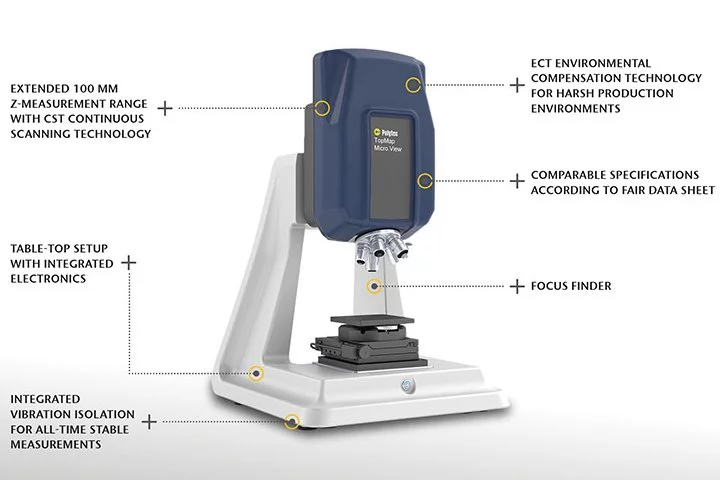 EXTENDED 100 MM
Z-MEASUREMENT RANGE
WITH CST CONTINUOUS
SCANNING TECHNOLOGY
ECT ENVIRONMENTAL
COMPENSATION TECHNOLOGY
FOR HARSH PRODUCTION
ENVIRONMENTS
Polytec
TopMap
Micro.View
COMPARABLE SPECIFICATIONS
ACCORDING TO FAIR DATA SHEET
TABLE-TOP SETUP
WITH INTEGRATED
ELECTRONICS
FOCUS FINDER
INTEGRATED
VIBRATION ISOLATION
FOR ALL-TIME STABLE
MEASUREMENTS